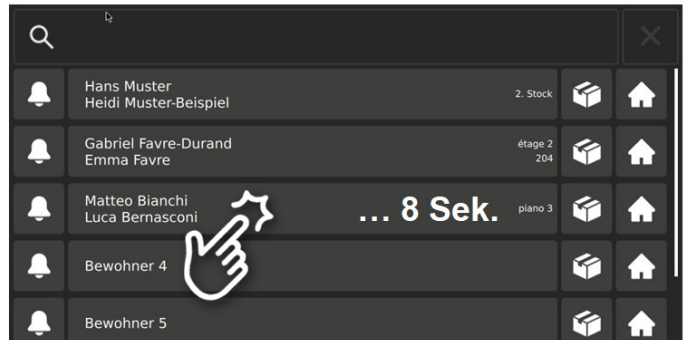 Hans Muster
Heidi Muster-Beispiel
2. Stock
Gabriel Favre-Durand
Emma Favre
étage 2
204
Matteo Bianchi
Luca Bernasconi
... 8 Sek.
piano 3
Bewohner 4
Bewohner 5